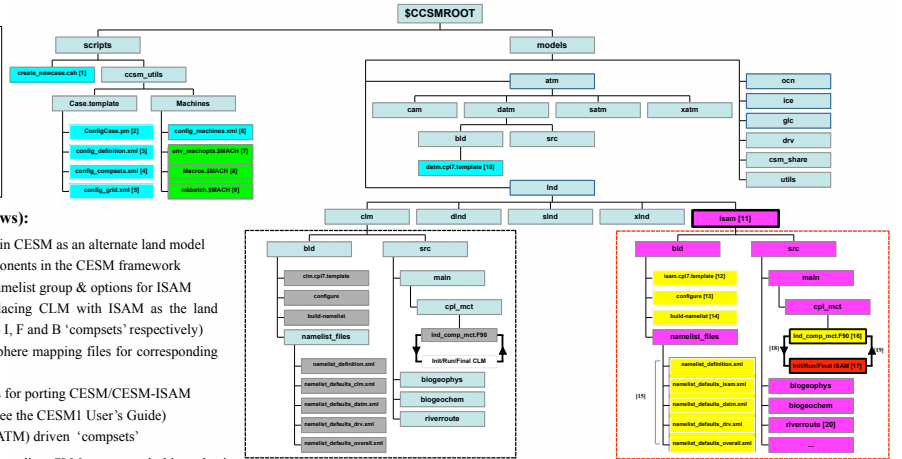 $CCSMROOT
scripts
models
create_newcase.csh [1]
ccsm_utils
Case.template
Machines
ConfigCase.pm [2]
config_definition.xml [3]
config_compsets.xml [4]
config_grid.xml [5]
config_machines.xml [6]
env_machopts.$MACH [7]
Macros.$MACH [8]
mkbatch.$MACH [9]
atm
cam
datm
satm
xatm
bld
src
datm.cpl7.template [10]
ocn
ice
glc
drv
csm_share
utils
lnd
clm
dlnd
slnd
xlnd
isam [11]
ws):
in CESM as an alternate land model
onents in the CESM framework
amelist group & options for ISAM
lacing CLM with ISAM as the land
I, F and B ‘compsets’ respectively)
phere mapping files for corresponding
s for porting CESM/CESM-ISAM
ee the CESM1 User’s Guide)
ATM) driven ‘compsets’
bld
src
clm.cpl7.template
configure
build-namelist
namelist_files
namelist_definition.xml
namelist_defaults_clm.xml
namelist_defaults_datm.xml
namelist_defaults_drv.xml
namelist_defaults_overall.xml
main
cpl_mct
lnd_comp_mct.F90
Init/Run/Final CLM
biogeophys
biogeochem
riverroute
bld
src
isam.cpl7.template [12]
configure [13]
build-namelist [14]
namelist_files
[15]
namelist_definition.xml
namelist_defaults_isam.xml
namelist_defaults_datm.xml
namelist_defaults_drv.xml
namelist_defaults_overall.xml
main
cpl_mct
lnd_comp_mct.F90 [16]
[18]
[19]
Init/Run/Final ISAM [17]
biogeophys
biogeochem
riverroute [20]
...